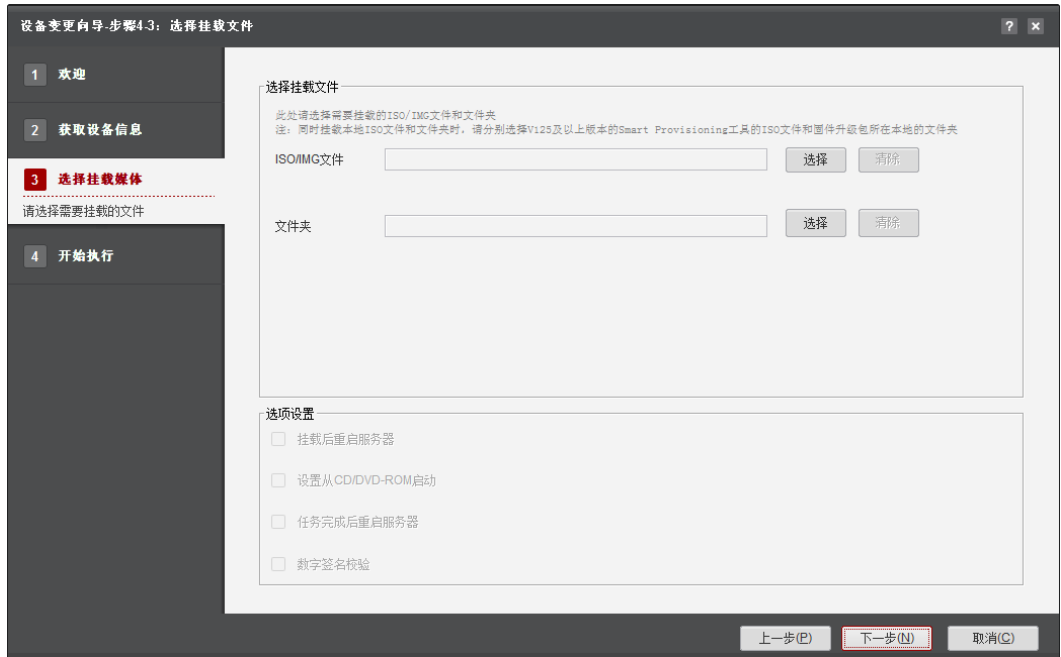 设备变更向导-步骤4-3：选择挂载文件
? ×
1 欢迎
2 获取设备信息
3 选择挂载媒体
请选择需要挂载的文件
4 开始执行
选择挂载文件
此处请选择需要挂载的ISO/IMG文件和文件夹
注：同时挂载本地ISO文件和文件夹时，请分别选择V125及以上版本的Smart Provisioning工具的ISO文件和固件升级包所在本地的文件夹
ISO/IMG文件 选择 清除
文件夹 选择 清除
选项设置
挂载后重启服务器
设置从CD/DVD-ROM启动
任务完成后重启服务器
数字签名校验
上一步(P) 下一步(N) 取消(C)